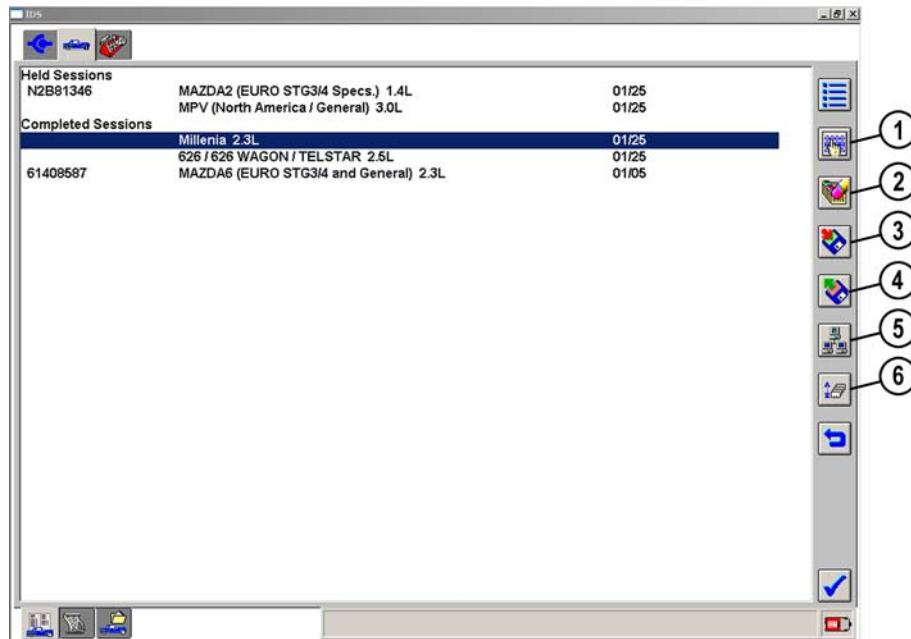 IDS
Held Sessions
N2B81346 MAZDA2 (EURO STG3/4 Specs.) 1.4L 01/25
MPV (North America / General) 3.0L 01/25
Completed Sessions
Millenia 2.3L 01/25
626 / 626 WAGON / TELSTAR 2.5L 01/25
61408587 MAZDA6 (EURO STG3/4 and General) 2.3L 01/05
1
2
3
4
5
6